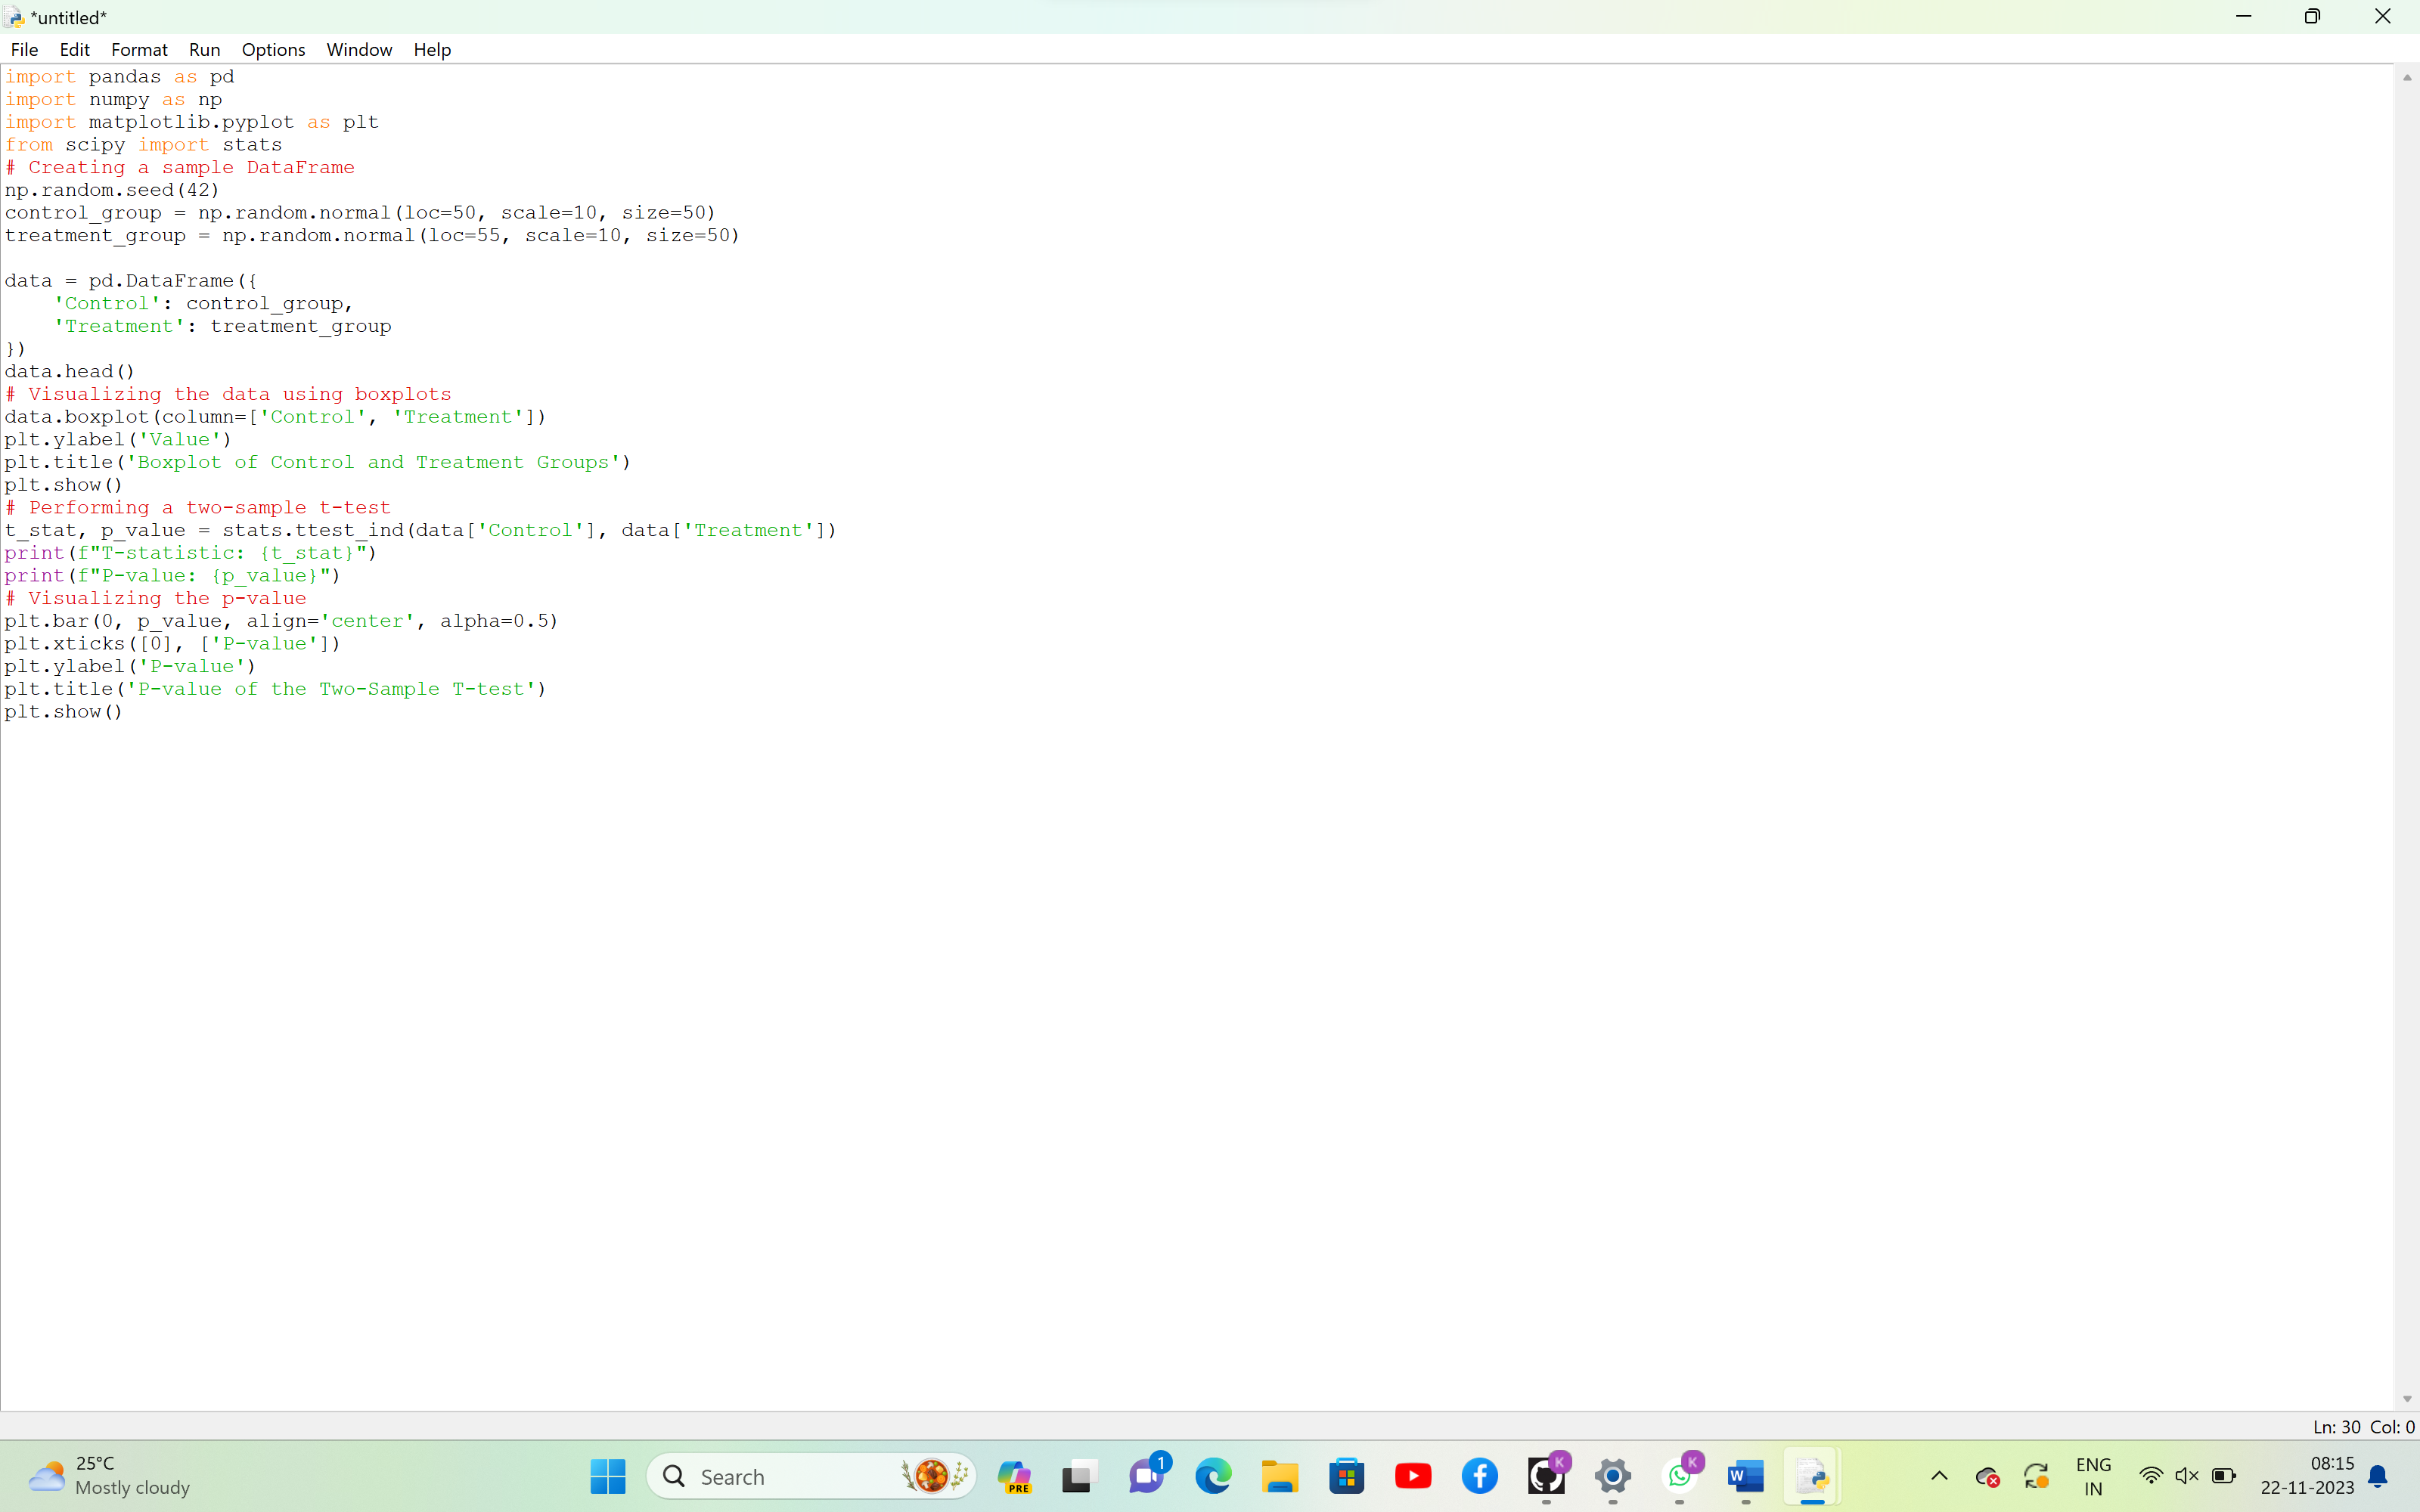 *untitled*
File Edit Format Run Options Window Help
import pandas as pd
import numpy as np
import matplotlib.pyplot as plt
from scipy import stats
# Creating a sample DataFrame
np.random.seed(42)
control_group = np.random.normal(loc=50, scale=10, size=50)
treatment_group = np.random.normal(loc=55, scale=10, size=50)

data = pd.DataFrame({
    'Control': control_group,
    'Treatment': treatment_group
})
data.head()
# Visualizing the data using boxplots
data.boxplot(column=['Control', 'Treatment'])
plt.ylabel('Value')
plt.title('Boxplot of Control and Treatment Groups')
plt.show()
# Performing a two-sample t-test
t_stat, p_value = stats.ttest_ind(data['Control'], data['Treatment'])
print(f"T-statistic: {t_stat}")
print(f"P-value: {p_value}")
# Visualizing the p-value
plt.bar(0, p_value, align='center', alpha=0.5)
plt.xticks([0], ['P-value'])
plt.ylabel('P-value')
plt.title('P-value of the Two-Sample T-test')
plt.show()
Ln: 30 Col: 0
25°C
Mostly cloudy
Search
PRE
1
K
K
W
ENG
IN
08:15
22-11-2023